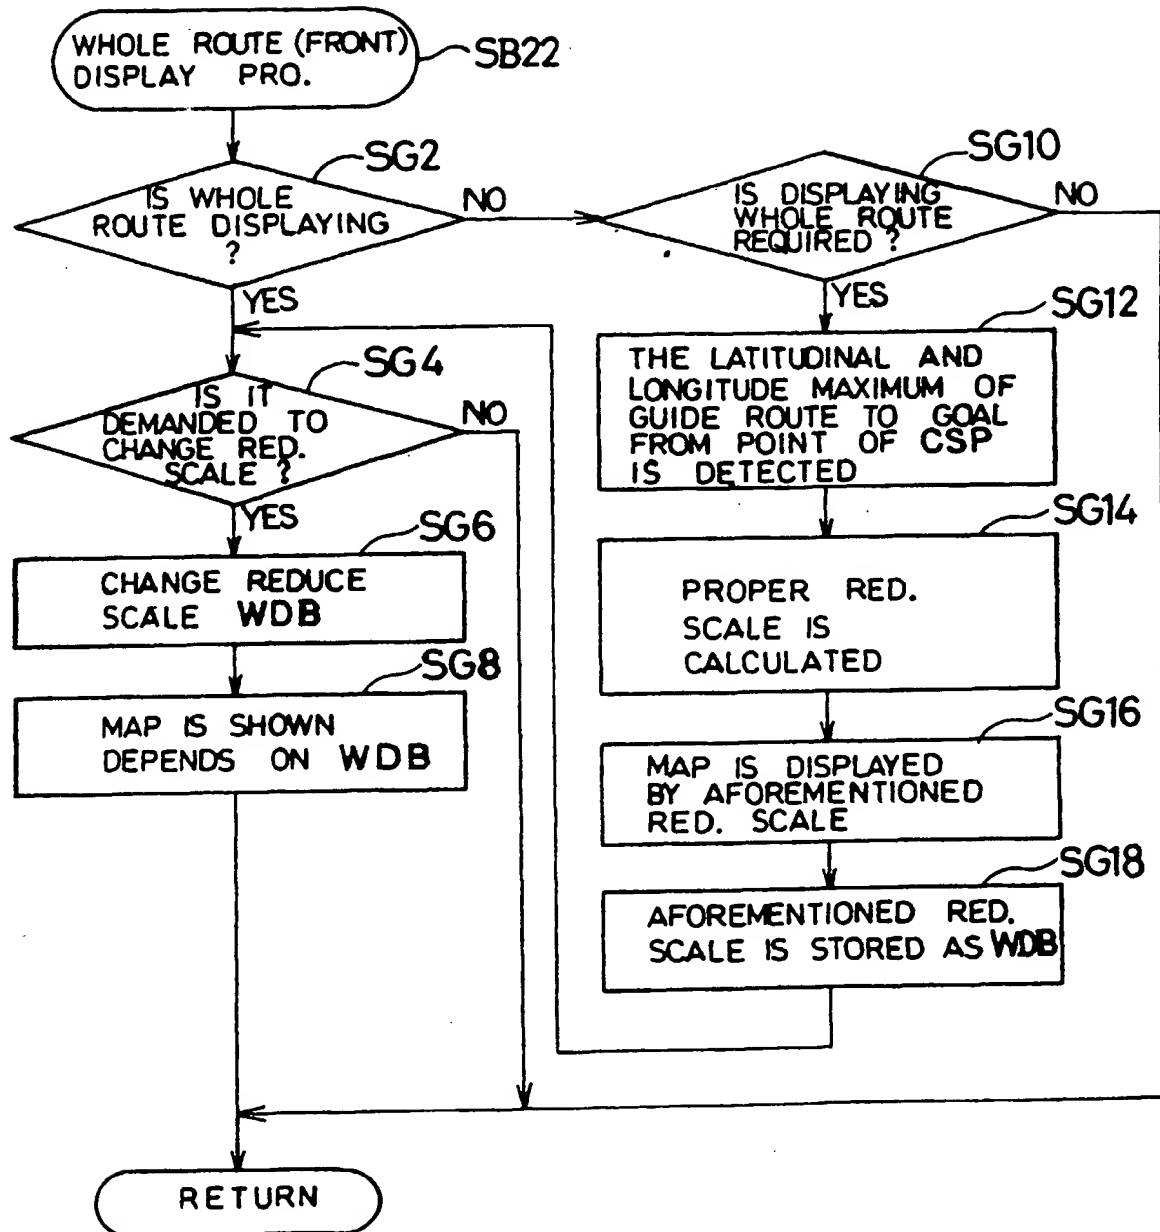 WHOLE ROUTE (FRONT)
DISPLAY PRO.
SB22
SG2
IS WHOLE
ROUTE DISPLAYING
?
NO
YES
SG4
IS IT
DEMANDED TO
CHANGE RED.
SCALE ?
NO
YES
SG6
CHANGE REDUCE
SCALE WDB
SG8
MAP IS SHOWN
DEPENDS ON WDB
SG10
IS DISPLAYING
WHOLE ROUTE
REQUIRED ?
NO
YES
SG12
THE LATITUDINAL AND
LONGITUDE MAXIMUM OF
GUIDE ROUTE TO GOAL
FROM POINT OF CSP
IS DETECTED
SG14
PROPER RED.
SCALE IS
CALCULATED
SG16
MAP IS DISPLAYED
BY AFOREMENTIONED
RED. SCALE
SG18
AFOREMENTIONED RED.
SCALE IS STORED AS WDB
RETURN